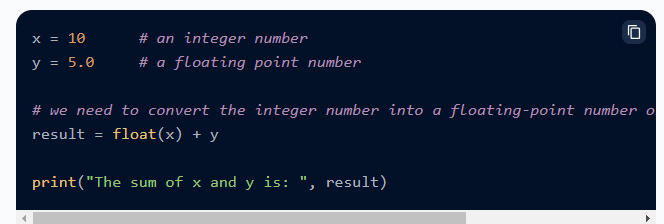 x = 10      # an integer number
y = 5.0     # a floating point number
# we need to convert the integer number into a floating-point number
result = float(x) + y
print("The sum of x and y is: ", result)